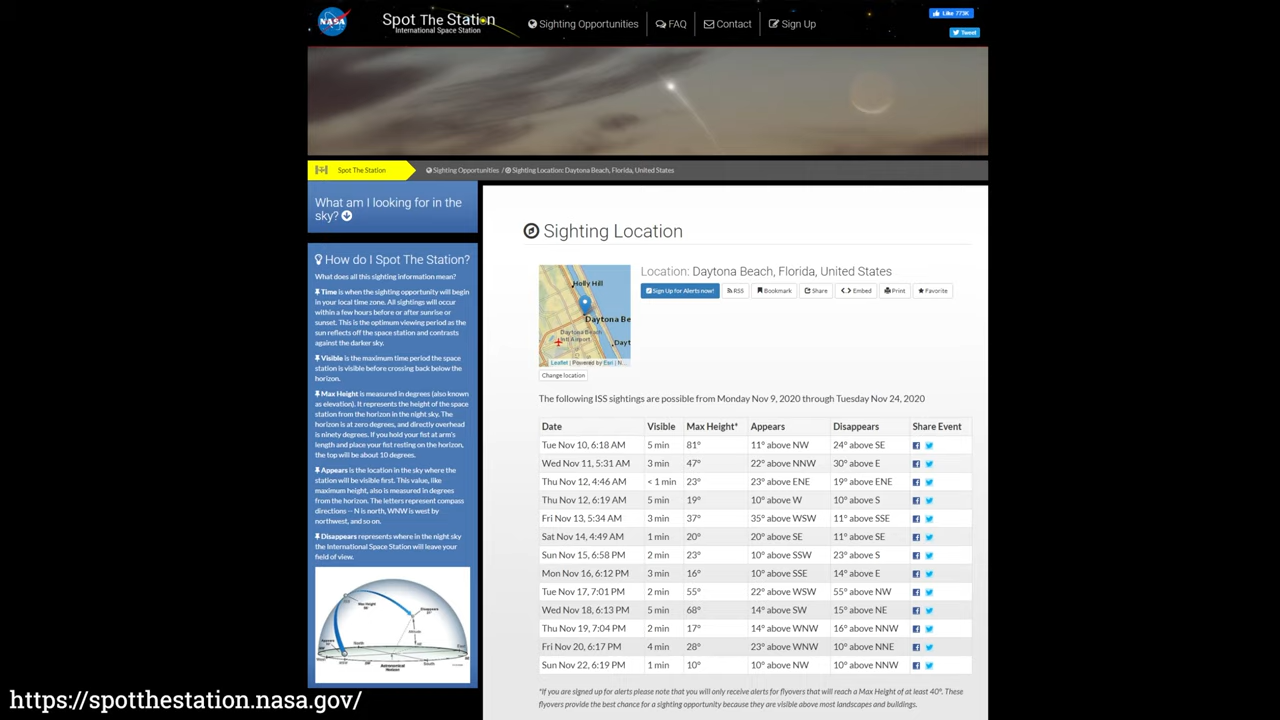 NASA
Spot The Station
International Space Station
Sighting Opportunities
FAQ
Contact
Sign Up
Like 773K
Tweet
Spot The Station
Sighting Opportunities / Sighting Location: Daytona Beach, Florida, United States
What am I looking for in the
sky?
How do I Spot The Station?
What does all this sighting information mean?
Time is when the sighting opportunity will begin
in your local time zone. All sightings will occur
within a few hours before or after sunrise or
sunset. This is the optimum viewing period as the
sun reflects off the space station and contrasts
against the darker sky.
Visible is the maximum time period the space
station is visible before crossing back below the
horizon.
Max Height is measured in degrees (also known
as elevation). It represents the height of the space
station from the horizon in the night sky. The
horizon is at zero degrees, and directly overhead
is ninety degrees. If you hold your fist at arm's
length and place your fist resting on the horizon,
the top will be about 10 degrees.
Appears is the location in the sky where the
station will be visible first. This value, like
maximum height, also is measured in degrees
from the horizon. The letters represent compass
directions -- N is north, WNW is west by
northwest, and so on.
Disappears represents where in the night sky
the International Space Station will leave your
field of view.
Max Height
Disappears
Altitude
South
Astronomical
Horizon
Sighting Location
Holly Hill
Daytona Be
Daytona Beach
Intl Airport
Dayt
Leaflet | Powered by Esri | N...
Change location
Location: Daytona Beach, Florida, United States
Sign Up for Alerts now!
RSS
Bookmark
Share
Embed
Print
Favorite
The following ISS sightings are possible from Monday Nov 9, 2020 through Tuesday Nov 24, 2020
Date Visible Max Height* Appears Disappears Share Event
Tue Nov 10, 6:18 AM 5 min 81° 11° above NW 24° above SE
Wed Nov 11, 5:31 AM 3 min 47° 22° above NNW 30° above E
Thu Nov 12, 4:46 AM < 1 min 23° 23° above ENE 19° above ENE
Thu Nov 12, 6:19 AM 5 min 19° 10° above W 10° above S
Fri Nov 13, 5:34 AM 3 min 37° 35° above WSW 11° above SSE
Sat Nov 14, 4:49 AM 1 min 20° 20° above SE 11° above SE
Sun Nov 15, 6:58 PM 2 min 23° 10° above SSW 23° above S
Mon Nov 16, 6:12 PM 3 min 16° 10° above SSE 14° above E
Tue Nov 17, 7:01 PM 2 min 55° 22° above WSW 55° above NW
Wed Nov 18, 6:13 PM 5 min 68° 14° above SW 15° above NE
Thu Nov 19, 7:04 PM 2 min 17° 14° above WNW 16° above NNW
Fri Nov 20, 6:17 PM 4 min 28° 23° above WNW 10° above NNE
Sun Nov 22, 6:19 PM 1 min 10° 10° above NW 10° above NNW
*If you are signed up for alerts please note that you will only receive alerts for flyovers that will reach a Max Height of at least 40°. These
flyovers provide the best chance for a sighting opportunity because they are visible above most landscapes and buildings.
https://spotthestation.nasa.gov/